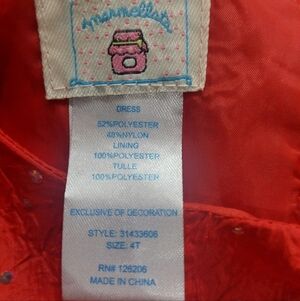 marmellata
DRESS
52%POLYESTER
48%NYLON
LINING
100%POLYESTER
TULLE
100%POLYESTER
EXCLUSIVE OF DECORATION
STYLE: 31433606
SIZE: 4T
RN# 126206
MADE IN CHINA